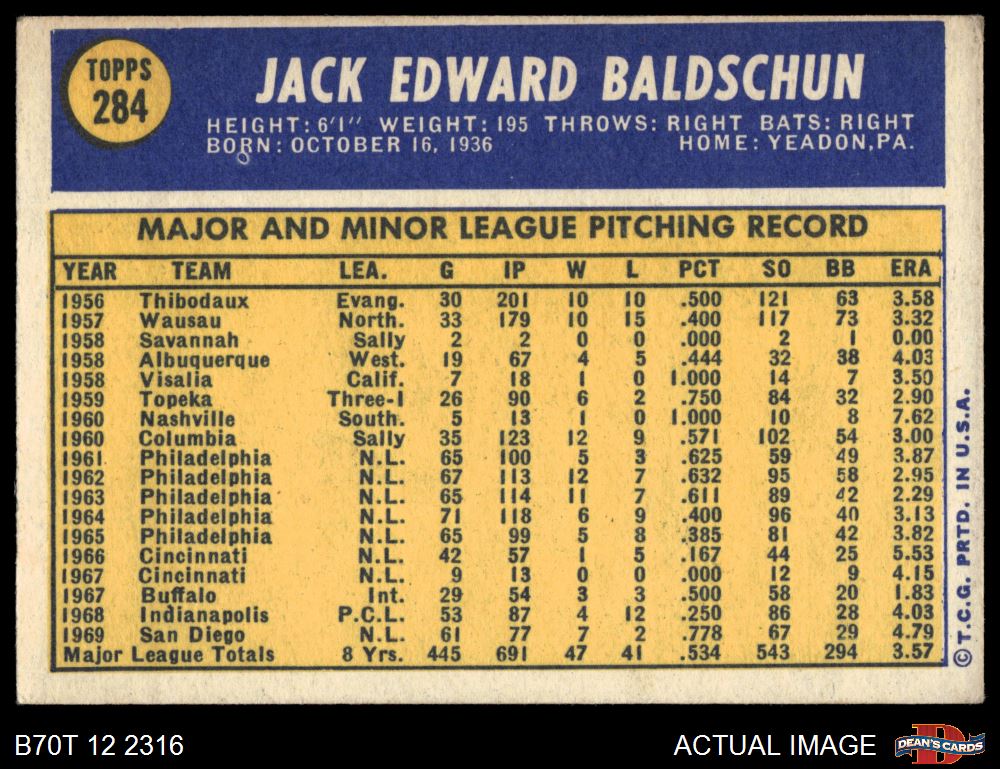 TOPPS
284
JACK EDWARD BALDSCHUN
HEIGHT: 6'1" WEIGHT: 195 THROWS: RIGHT BATS: RIGHT
BORN: OCTOBER 16, 1936 HOME: YEADON, PA.
MAJOR AND MINOR LEAGUE PITCHING RECORD
YEAR TEAM LEA. G IP W L PCT SO BB ERA
1956 Thibodaux Evang. 30 201 10 10 .500 121 63 3.58
1957 Wausau North. 33 179 10 15 .400 117 73 3.32
1958 Savannah Sally 2 2 0 0 .000 2 1 0.00
1958 Albuquerque West. 19 67 4 5 .444 32 38 4.03
1958 Visalia Calif. 7 18 1 0 1.000 14 7 3.50
1959 Topeka Three-I 26 90 6 2 .750 84 32 2.90
1960 Nashville South. 5 13 1 0 1.000 10 8 7.62
1960 Columbia Sally 35 123 12 9 .571 102 54 3.00
1961 Philadelphia N.L. 65 100 5 3 .625 59 49 3.87
1962 Philadelphia N.L. 67 113 12 7 .632 95 58 2.95
1963 Philadelphia N.L. 65 114 11 7 .611 89 42 2.29
1964 Philadelphia N.L. 71 118 6 9 .400 96 40 3.13
1965 Philadelphia N.L. 65 99 5 8 .385 81 42 3.82
1966 Cincinnati N.L. 42 57 1 5 .167 44 25 5.53
1967 Cincinnati N.L. 9 13 0 0 .000 12 9 4.15
1967 Buffalo Int. 29 54 3 3 .500 58 20 1.83
1968 Indianapolis P.C.L. 53 87 4 12 .250 86 28 4.03
1969 San Diego N.L. 61 77 7 2 .778 67 29 4.79
Major League Totals 8 Yrs. 445 691 47 41 .534 543 294 3.57
© T.C.G. PRTD. IN U.S.A.
B70T 12 2316
ACTUAL IMAGE
DEAN'S CARDS